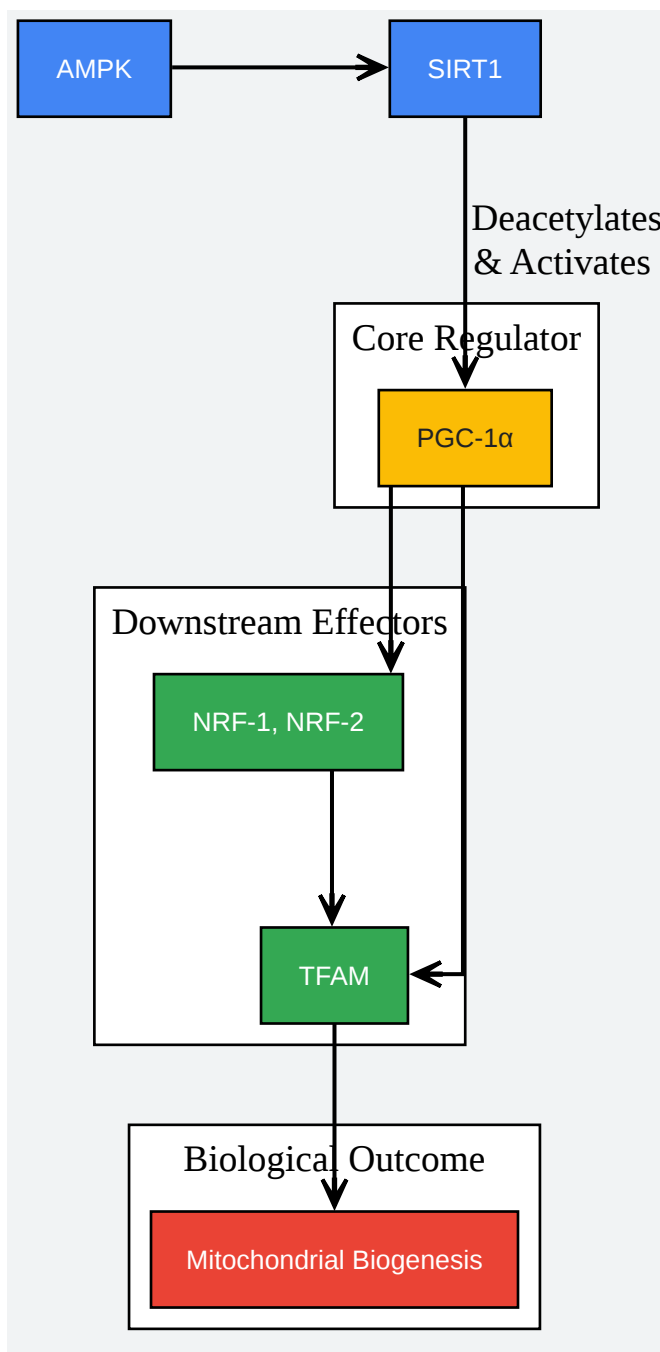 AMPK
SIRT1
Deacetylates
& Activates
Core Regulator
PGC-1α
Downstream Effectors
NRF-1, NRF-2
TFAM
Biological Outcome
Mitochondrial Biogenesis